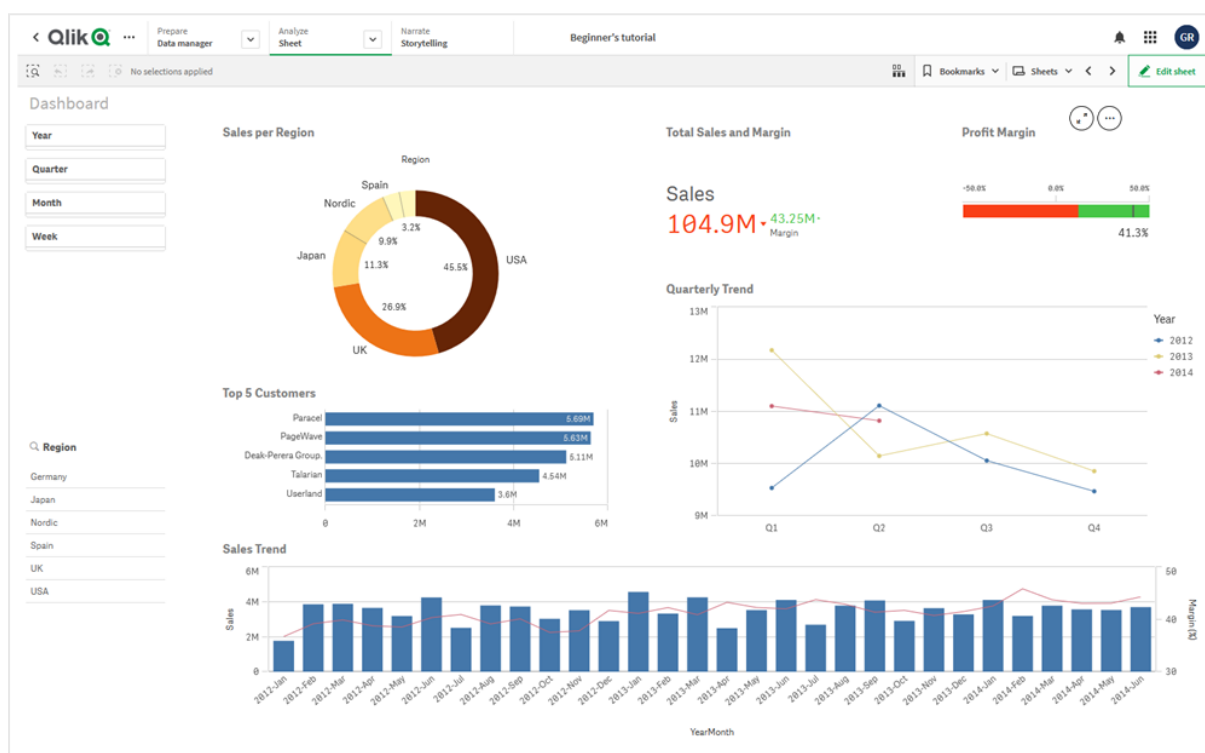 Qlik
Prepare
Data manager
Analyze
Sheet
Narrate
Storytelling
Beginner's tutorial
GR
No selections applied
Bookmarks
Sheets
Edit sheet
Dashboard
Year
Quarter
Month
Week
Region
Germany
Japan
Nordic
Spain
UK
USA
Sales per Region
Region
Spain
Nordic
Japan
UK
USA
3.2%
9.9%
11.3%
26.9%
45.5%
Total Sales and Margin
Sales
104.9M
43.25M
Margin
Profit Margin
-50.0% 0.0% 50.0%
41.3%
Top 5 Customers
Paracel 5.69M
PageWave 5.63M
Deak-Perera Group. 5.11M
Talarian 4.54M
Userland 3.6M
0 2M 4M 6M
Quarterly Trend
Sales
13M
12M
11M
10M
9M
Q1 Q2 Q3 Q4
Year
2012
2013
2014
Sales Trend
Sales
6M
4M
2M
0
50
40
30
Margin (%)
2012-Jan
2012-Feb
2012-Mar
2012-Apr
2012-May
2012-Jun
2012-Jul
2012-Aug
2012-Sep
2012-Oct
2012-Nov
2012-Dec
2013-Jan
2013-Feb
2013-Mar
2013-Apr
2013-May
2013-Jun
2013-Jul
2013-Aug
2013-Sep
2013-Oct
2013-Nov
2013-Dec
2014-Jan
2014-Feb
2014-Mar
2014-Apr
2014-May
2014-Jun
YearMonth